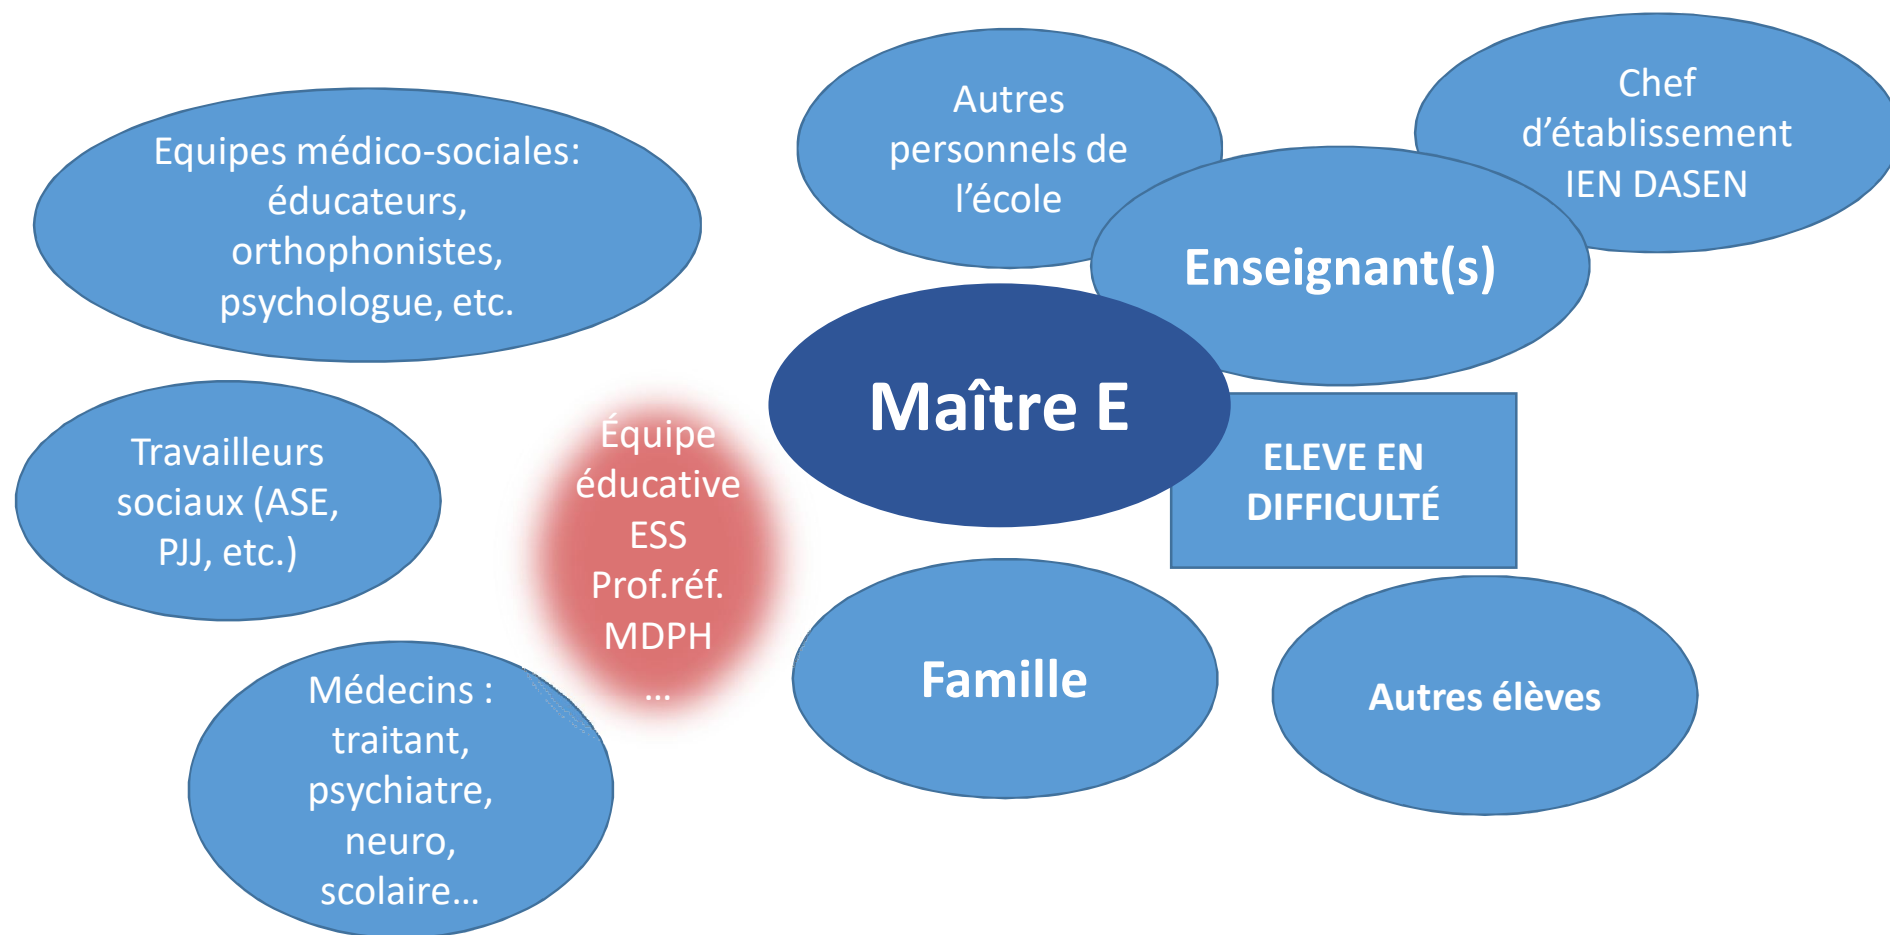 Equipes médico-sociales:
éducateurs,
orthophonistes,
psychologue, etc.
Autres
personnels de
l’école
Chef
d’établissement
IEN DASEN
Enseignant(s)
Maître E
ELEVE EN
DIFFICULTÉ
Travailleurs
sociaux (ASE,
PJJ, etc.)
Équipe
éducative
ESS
Prof.réf.
MDPH
…
Médecins :
traitant,
psychiatre,
neuro,
scolaire…
Famille
Autres élèves